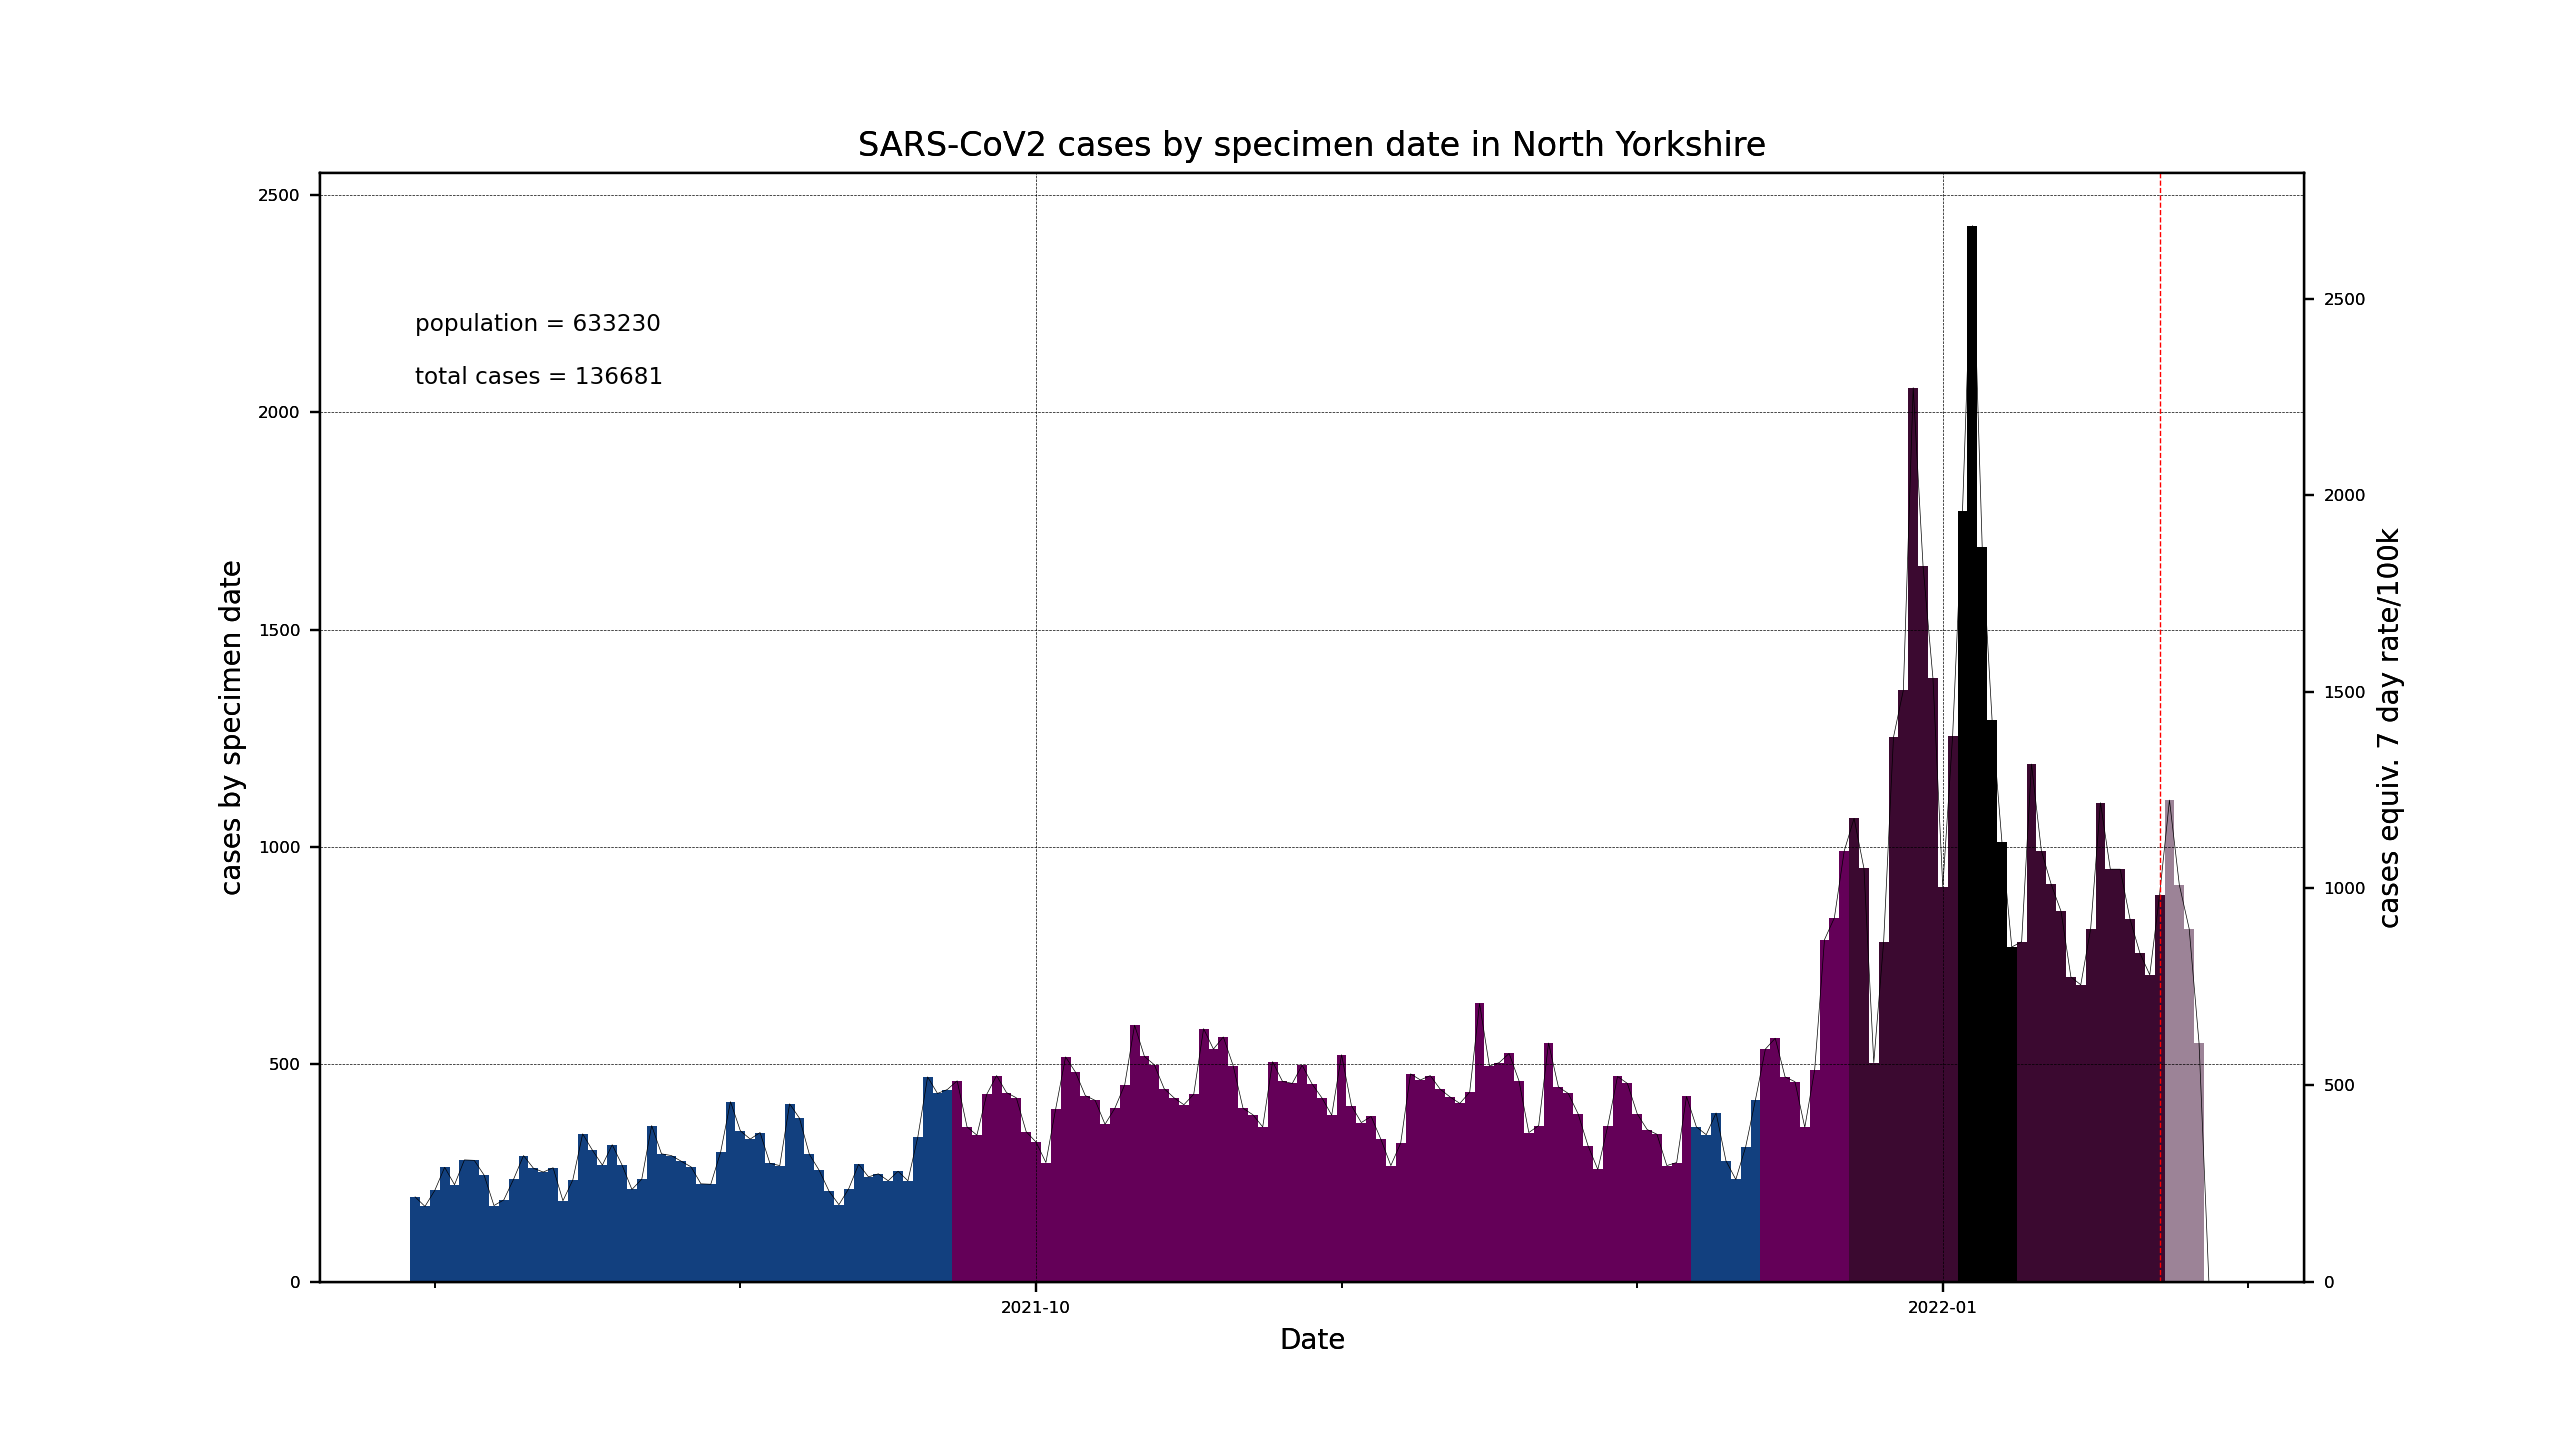 SARS-CoV2 cases by specimen date in North Yorkshire
population = 633230
total cases = 136681
cases by specimen date
2500
2000
1500
1000
500
0
2021-10
2022-01
Date
2500
2000
1500
1000
500
0
cases equiv. 7 day rate/100k